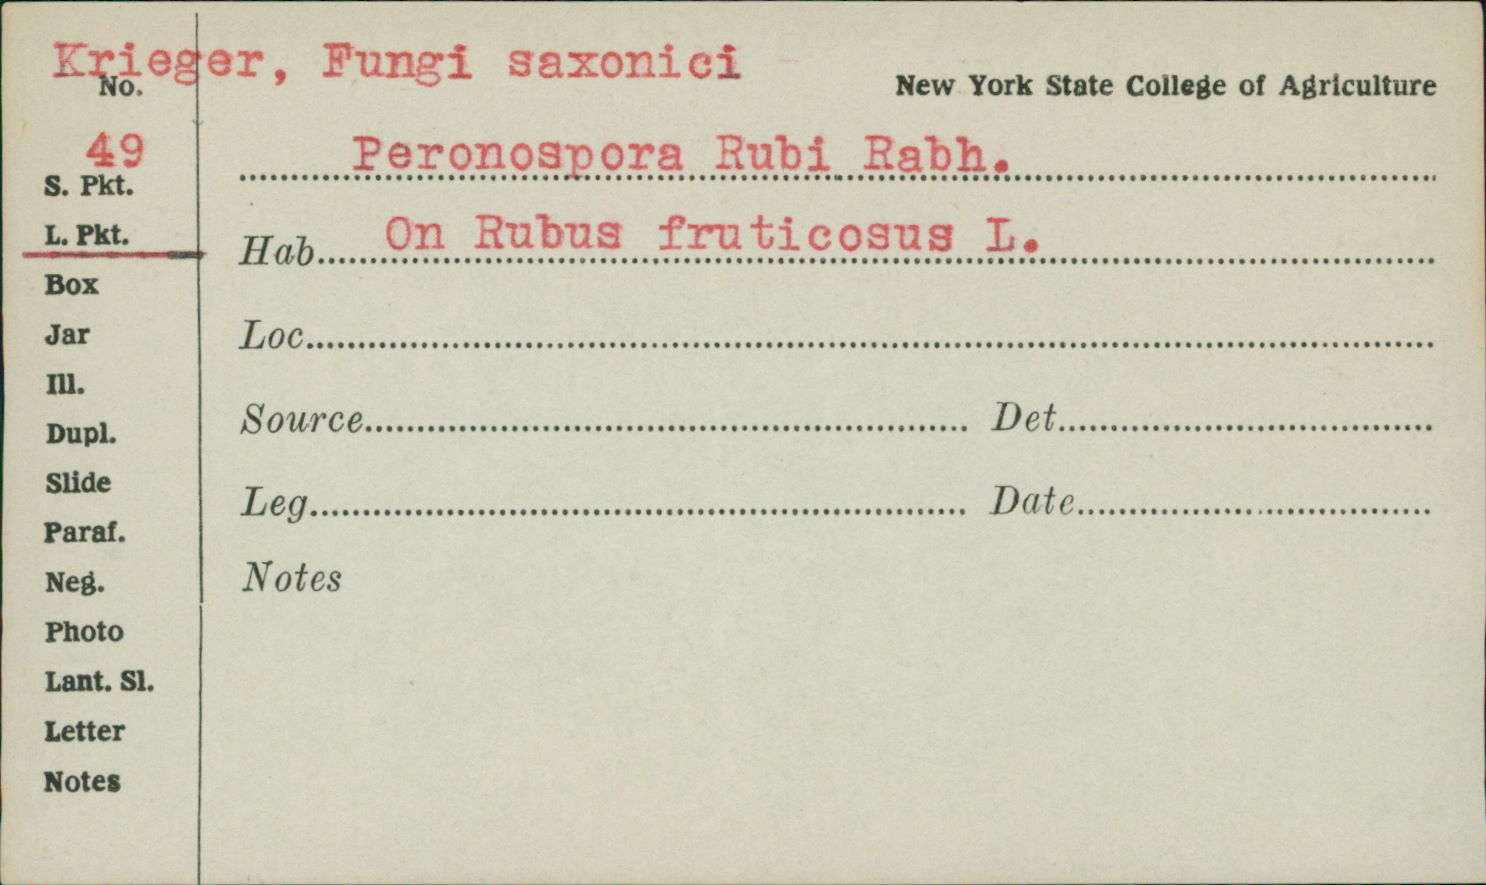 Krieger, Fungi saxonici
No.
New York State College of Agriculture
49
Peronospora Rubi Rabh.
S. Pkt.
L. Pkt.
Hab. On Rubus fruticosus L.
Box
Jar
Loc.
Ill.
Dupl.
Source Det.
Slide
Leg. Date
Paraf.
Neg.
Notes
Photo
Lant. Sl.
Letter
Notes